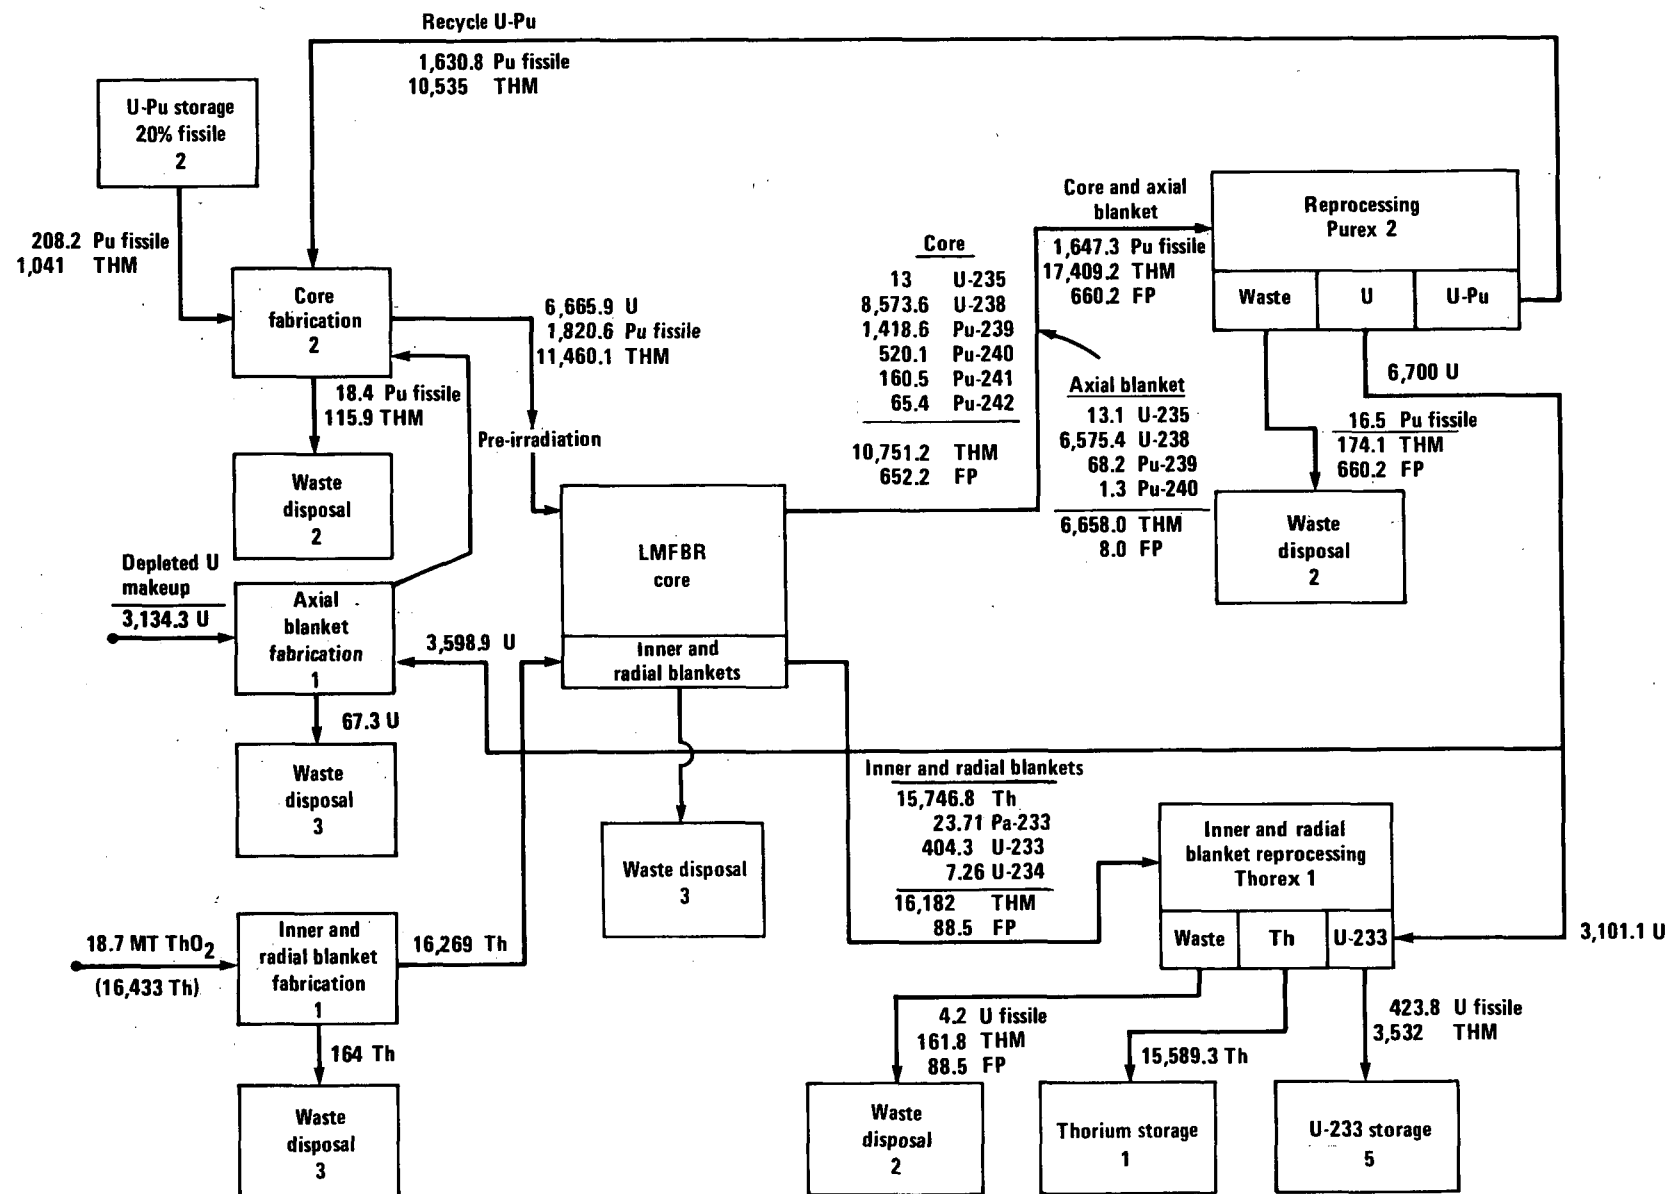 Recycle U-Pu
1,630.8 Pu fissile
10,535 THM
U-Pu storage
20% fissile
2
208.2 Pu fissile
1,041 THM
Core
fabrication
2
6,665.9 U
1,820.6 Pu fissile
11,460.1 THM
18.4 Pu fissile
115.9 THM
Pre-irradiation
Waste
disposal
2
Depleted U
makeup
3,134.3 U
Axial
blanket
fabrication
1
3,598.9 U
67.3 U
Waste
disposal
3
18.7 MT ThO2
(16,433 Th)
Inner and
radial blanket
fabrication
1
16,269 Th
164 Th
Waste
disposal
3
LMFBR
core
Inner and
radial blankets
Waste disposal
3
Core
13 U-235
8,573.6 U-238
1,418.6 Pu-239
520.1 Pu-240
160.5 Pu-241
65.4 Pu-242
10,751.2 THM
652.2 FP
Core and axial
blanket
1,647.3 Pu fissile
17,409.2 THM
660.2 FP
Axial blanket
13.1 U-235
6,575.4 U-238
68.2 Pu-239
1.3 Pu-240
6,658.0 THM
8.0 FP
Reprocessing
Purex 2
Waste U U-Pu
6,700 U
16.5 Pu fissile
174.1 THM
660.2 FP
Waste
disposal
2
Inner and radial blankets
15,746.8 Th
23.71 Pa-233
404.3 U-233
7.26 U-234
16,182 THM
88.5 FP
Inner and radial
blanket reprocessing
Thorex 1
Waste Th U-233
3,101.1 U
4.2 U fissile
161.8 THM
88.5 FP
15,589.3 Th
423.8 U fissile
3,532 THM
Waste
disposal
2
Thorium storage
1
U-233 storage
5